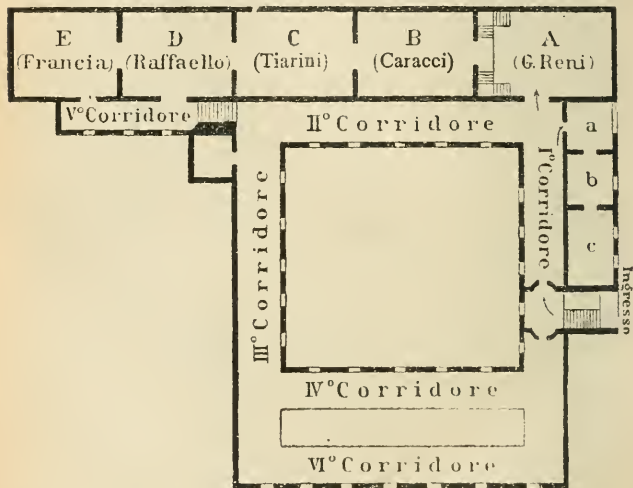 E D C B A
(Francia) (Raffaello) (Tiarini) (Caracci) (G. Reni)
V° Corridore
II° Corridore
a
b
c
I° Corridore
III° Corridore
Ingresso
IV° Corridore
VI° Corridore